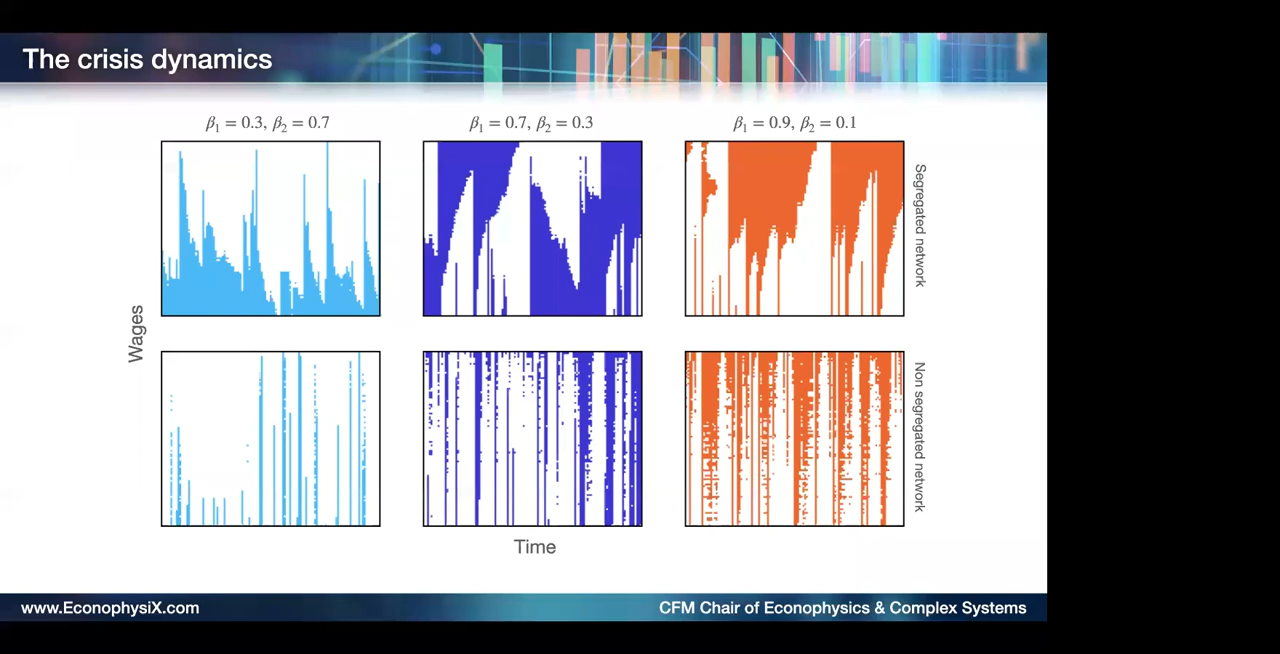 The crisis dynamics
β₁ = 0.3, β₂ = 0.7
β₁ = 0.7, β₂ = 0.3
β₁ = 0.9, β₂ = 0.1
Segregated network
Wages
Non segregated network
Time
www.EconophysiX.com
CFM Chair of Econophysics & Complex Systems